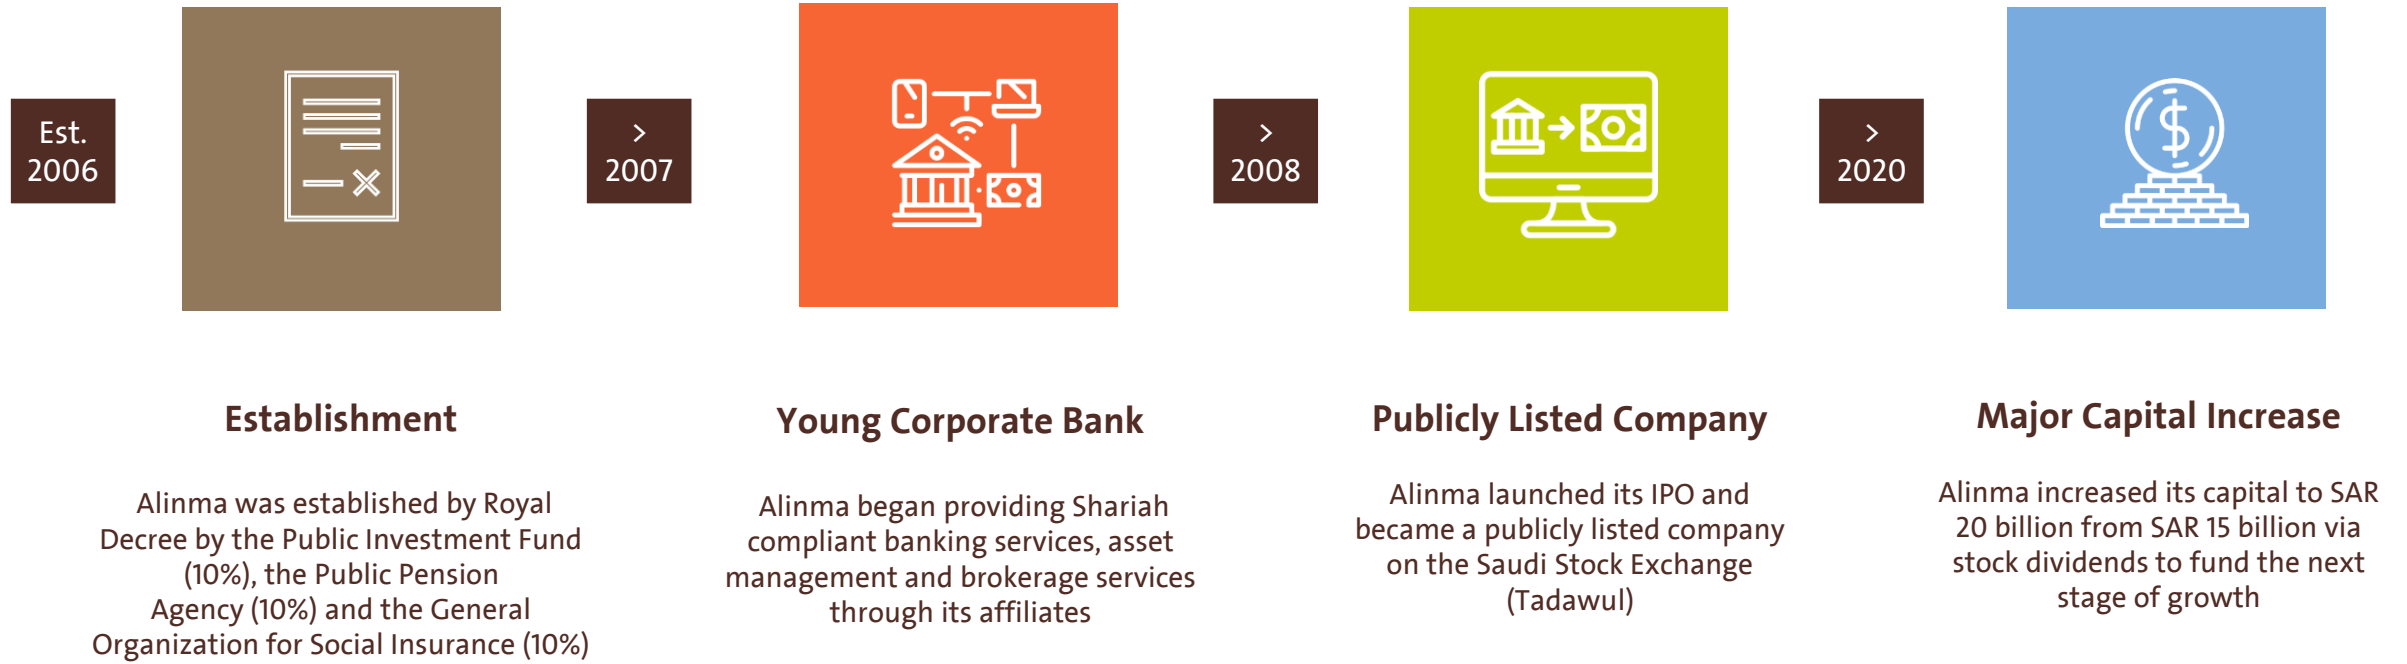 Est.
2006
Establishment
Alinma was established by Royal
Decree by the Public Investment Fund
(10%), the Public Pension
Agency (10%) and the General
Organization for Social Insurance (10%)
>
2007
Young Corporate Bank
Alinma began providing Shariah
compliant banking services, asset
management and brokerage services
through its affiliates
>
2008
Publicly Listed Company
Alinma launched its IPO and
became a publicly listed company
on the Saudi Stock Exchange
(Tadawul)
>
2020
Major Capital Increase
Alinma increased its capital to SAR
20 billion from SAR 15 billion via
stock dividends to fund the next
stage of growth